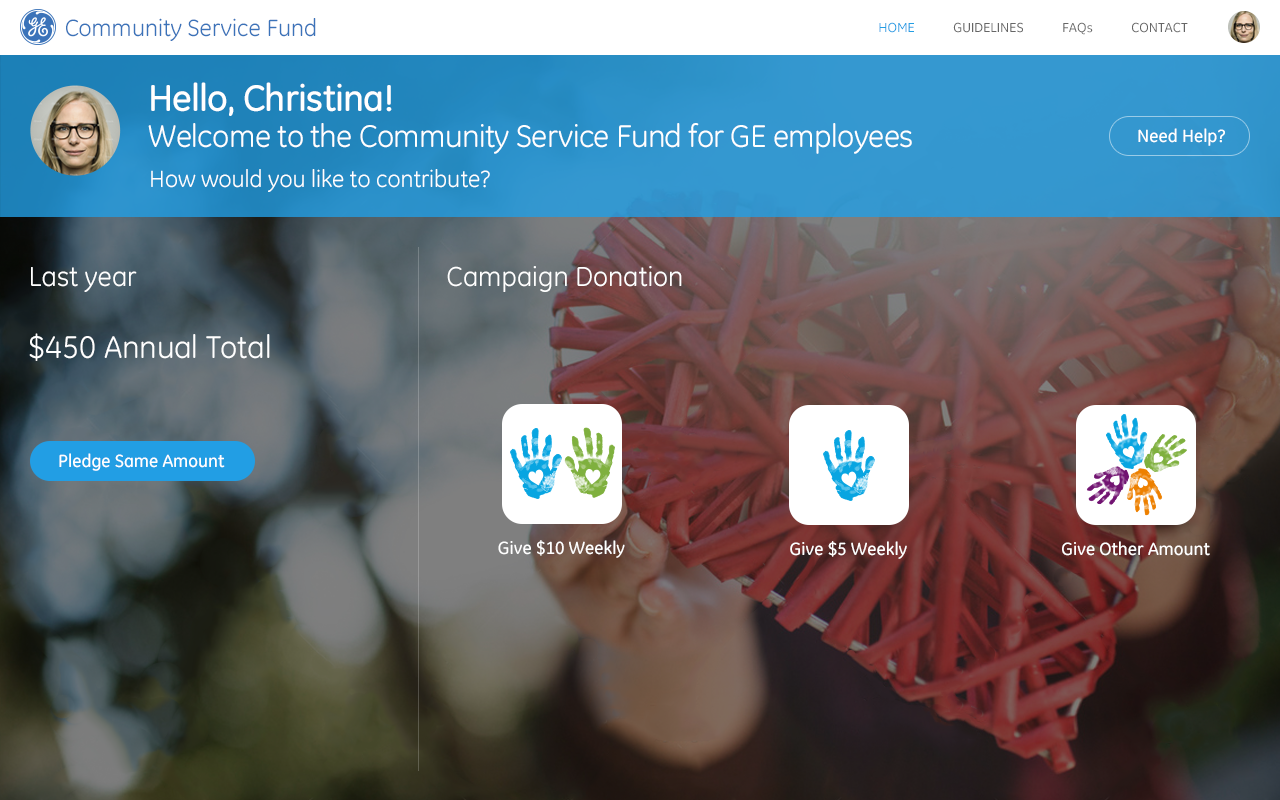 GE Community Service Fund
HOME GUIDELINES FAQs CONTACT
Hello, Christina!
Welcome to the Community Service Fund for GE employees
How would you like to contribute?
Need Help?
Last year
$450 Annual Total
Pledge Same Amount
Campaign Donation
Give $10 Weekly
Give $5 Weekly
Give Other Amount